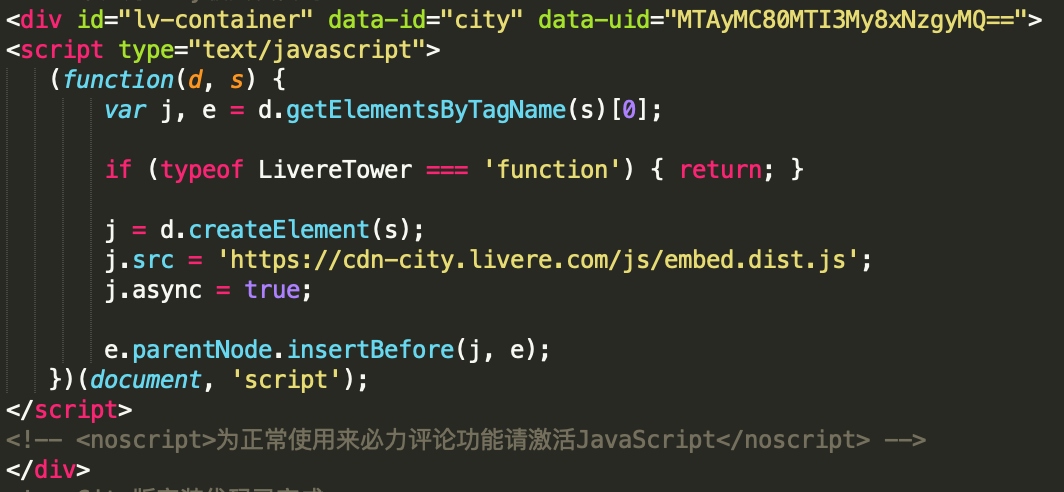 <div id="lv-container" data-id="city" data-uid="MTAyMC80MTI3My8xNzgyMQ==">
<script type="text/javascript">
(function(d, s) {
var j, e = d.getElementsByTagName(s)[0];
if (typeof LivereTower === 'function') { return; }
j = d.createElement(s);
j.src = 'https://cdn-city.livere.com/js/embed.dist.js';
j.async = true;
e.parentNode.insertBefore(j, e);
})(document, 'script');
</script>
<!-- <noscript>为正常使用来必力评论功能请激活JavaScript</noscript> -->
</div>